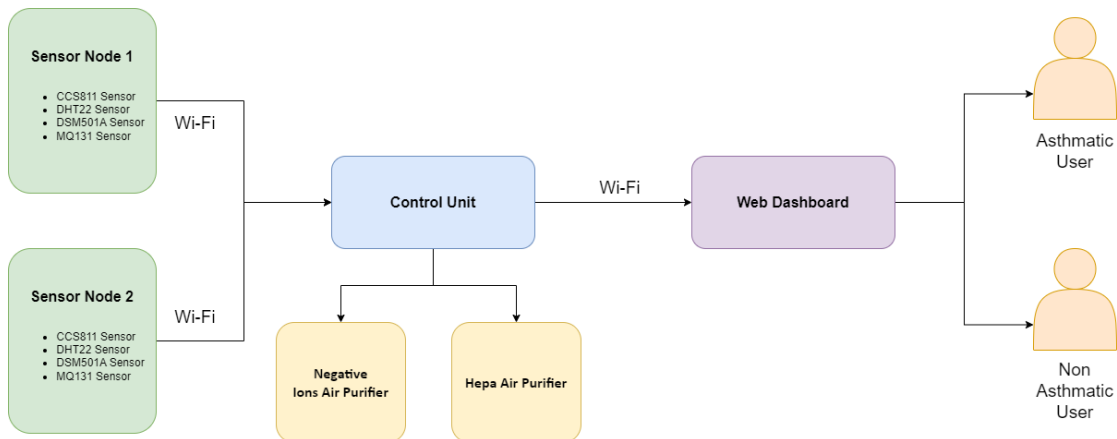 Sensor Node 1
• CCS811 Sensor
• DHT22 Sensor
• DSM501A Sensor
• MQ131 Sensor
Wi-Fi
Sensor Node 2
• CCS811 Sensor
• DHT22 Sensor
• DSM501A Sensor
• MQ131 Sensor
Wi-Fi
Control Unit
Negative
Ions Air Purifier
Hepa Air Purifier
Wi-Fi
Web Dashboard
Asthmatic
User
Non
Asthmatic
User